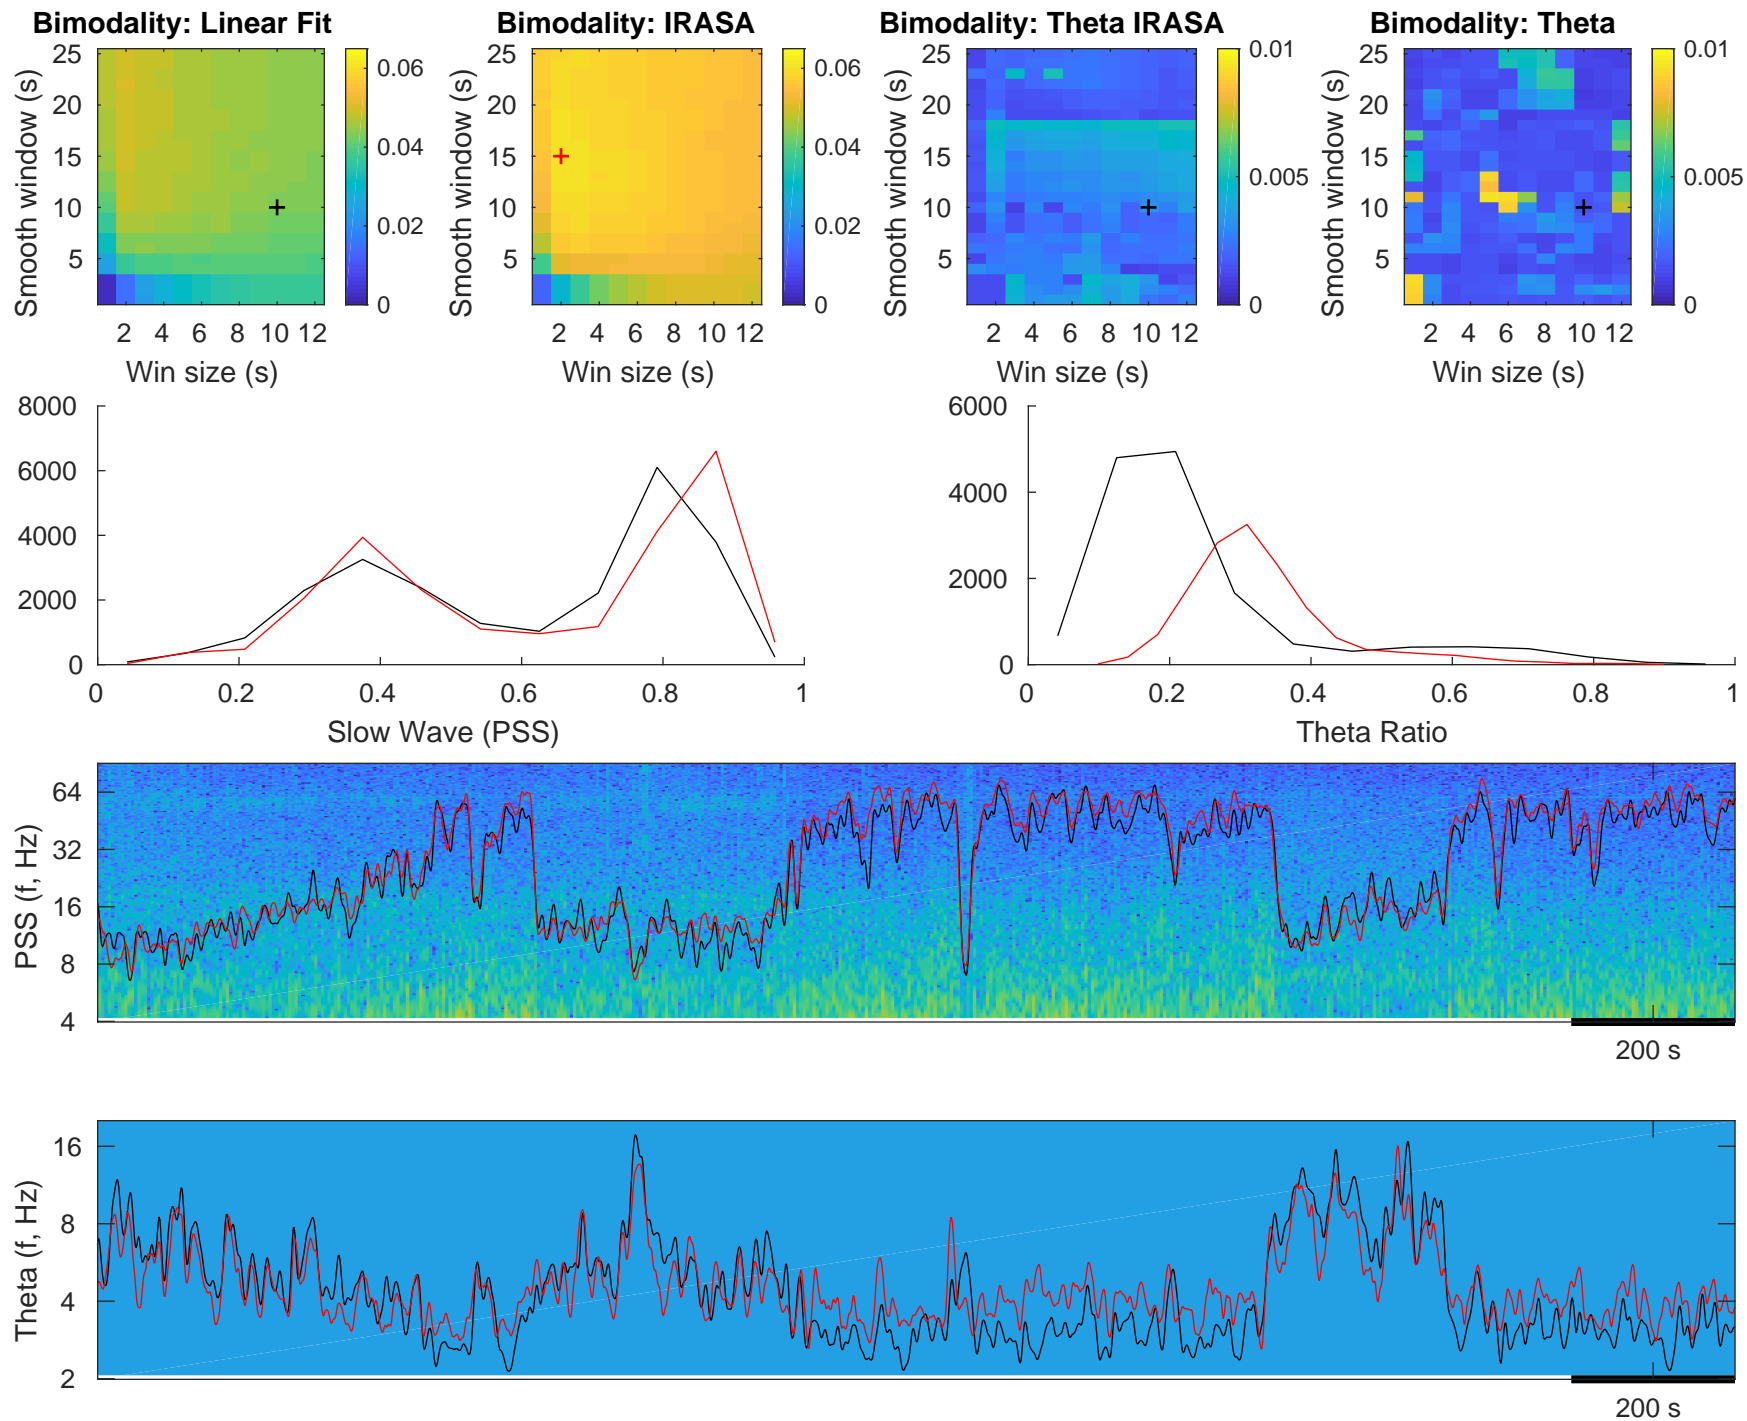 Bimodality: Linear Fit
Bimodality: IRASA
Bimodality: Theta IRASA
Bimodality: Theta
Smooth window (s)
25
20
15
10
5
2 4 6 8 10 12
Win size (s)
0.06
0.04
0.02
0
Smooth window (s)
25
20
15
10
5
2 4 6 8 10 12
Win size (s)
0.06
0.04
0.02
0
Smooth window (s)
25
20
15
10
5
2 4 6 8 10 12
Win size (s)
0.01
0.005
0
Smooth window (s)
25
20
15
10
5
2 4 6 8 10 12
Win size (s)
0.01
0.005
0
8000
6000
4000
2000
0
0 0.2 0.4 0.6 0.8 1
Slow Wave (PSS)
6000
4000
2000
0
0 0.2 0.4 0.6 0.8 1
Theta Ratio
PSS (f, Hz)
64
32
16
8
4
200 s
Theta (f, Hz)
16
8
4
2
200 s